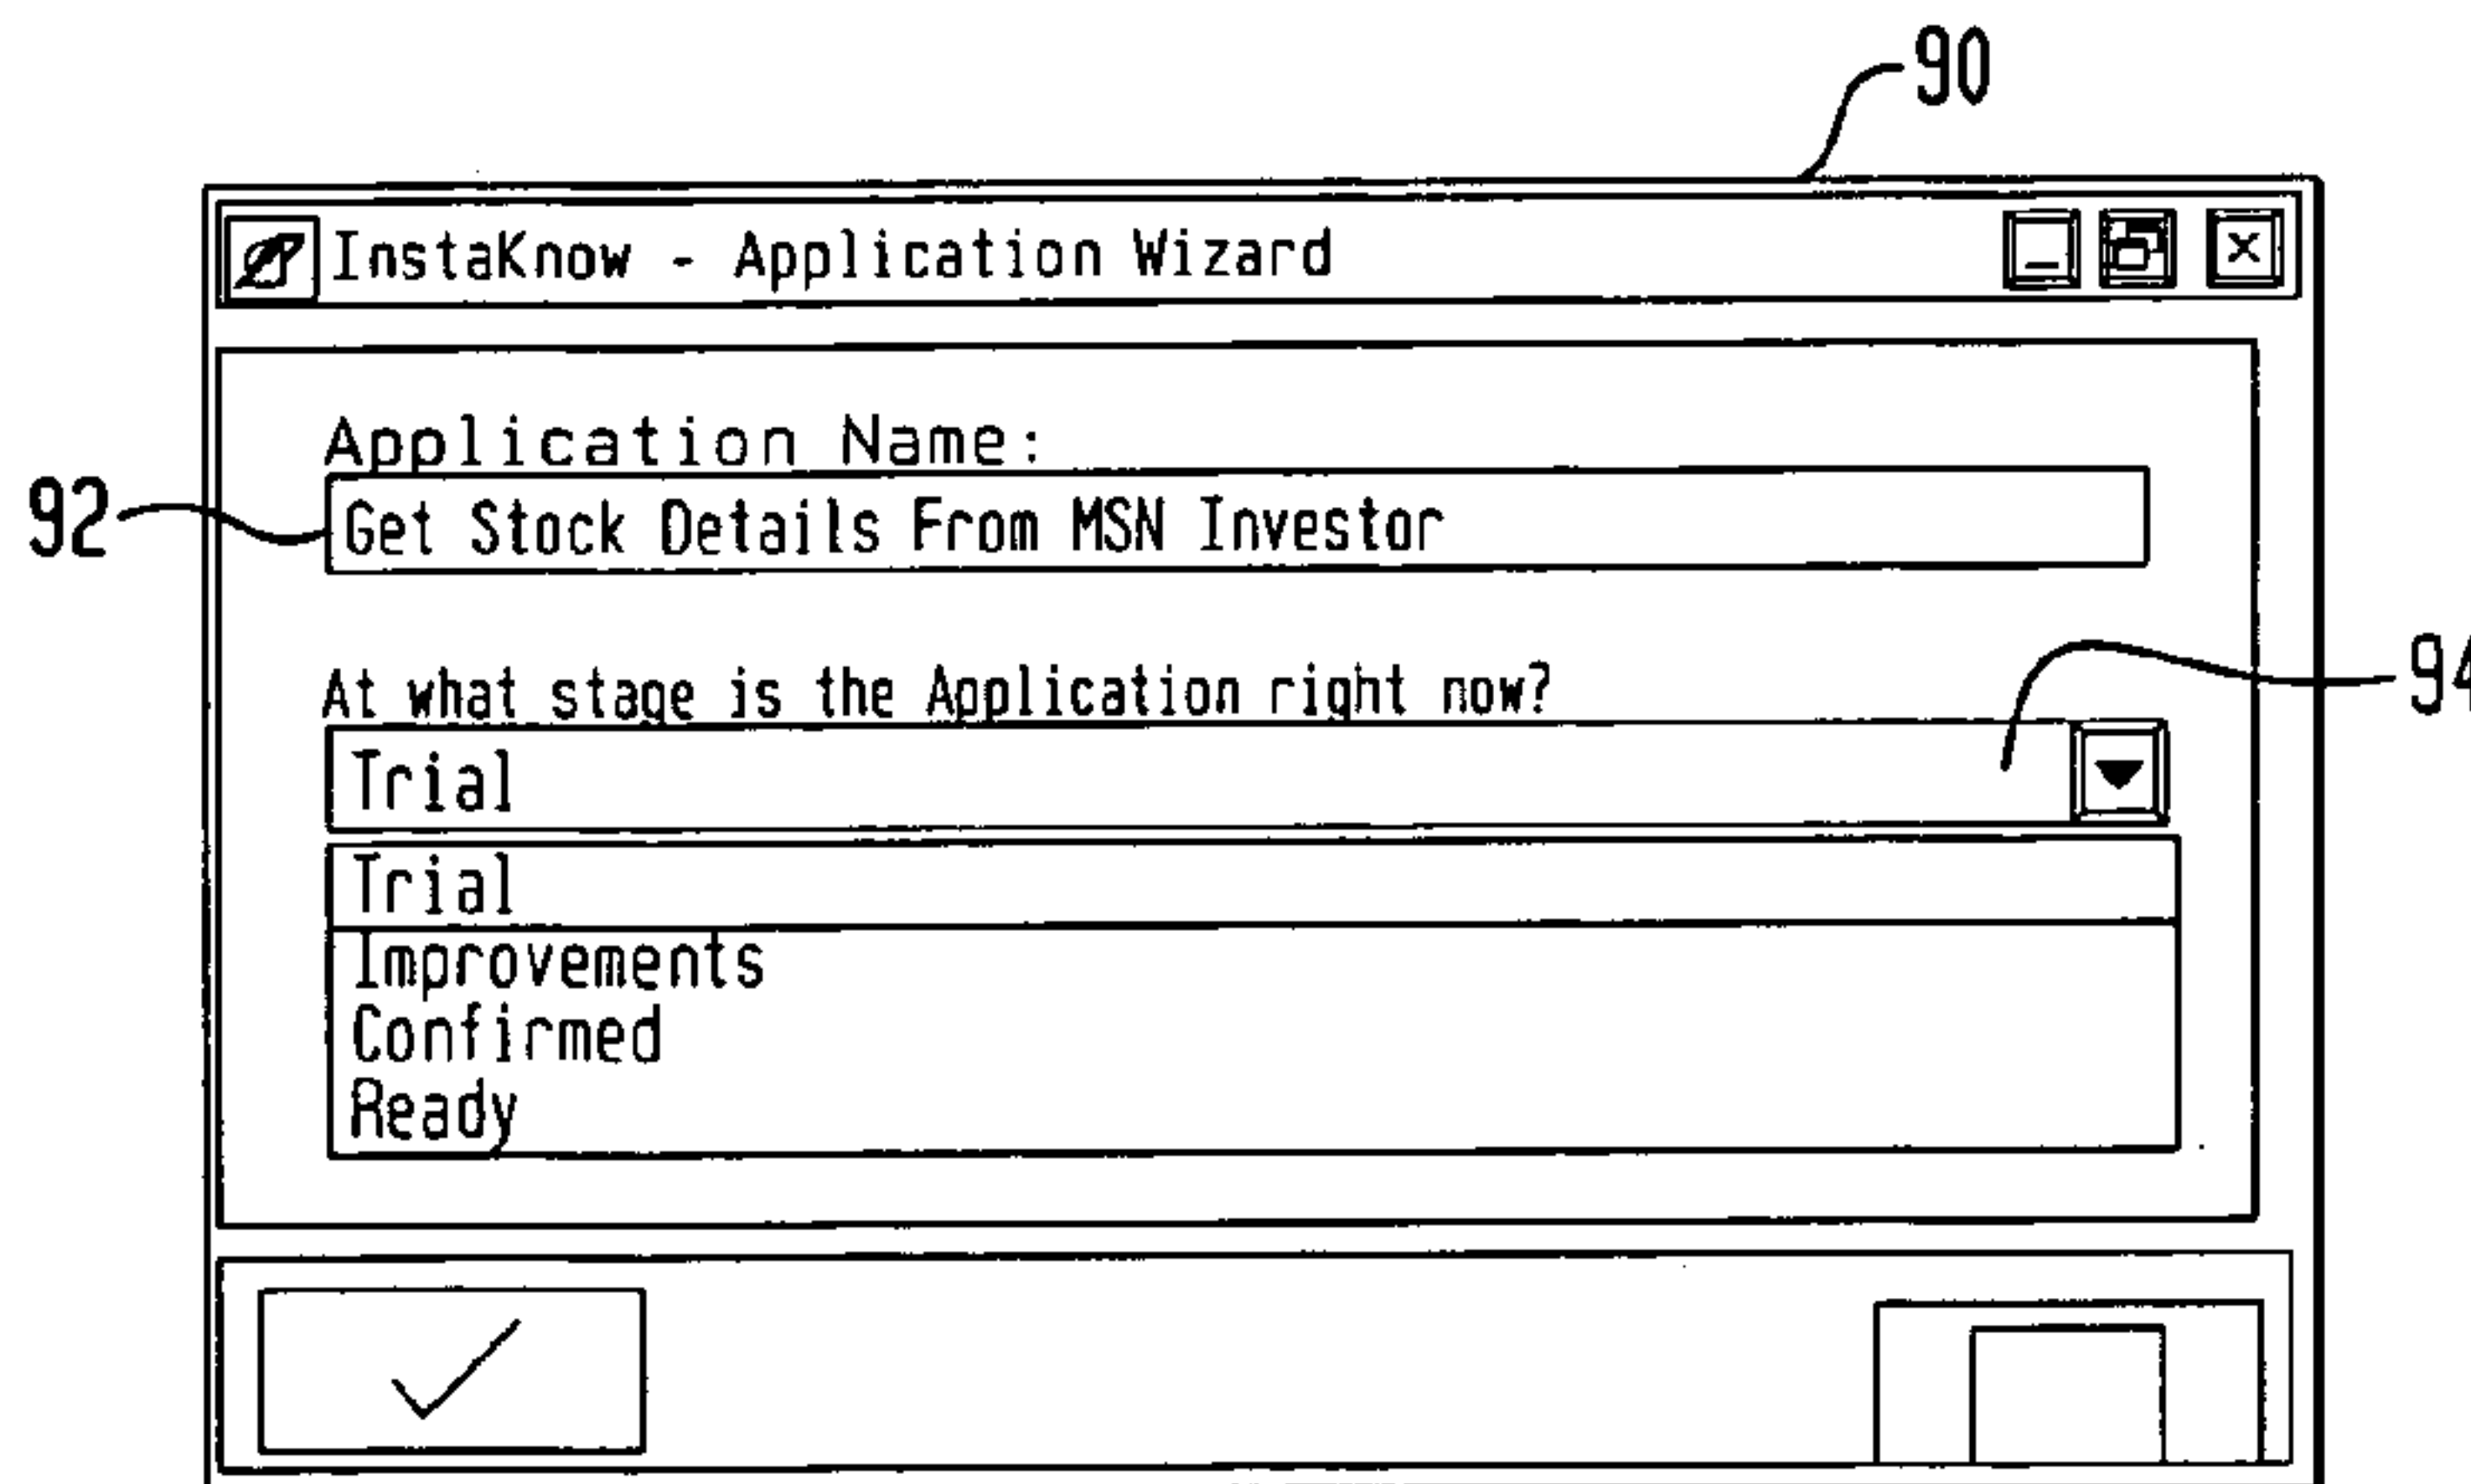 90
InstaKnow - Application Wizard
Application Name:
92
Get Stock Details From MSN Investor
At what stage is the Application right now?
94
Trial
Trial
Improvements
Confirmed
Ready